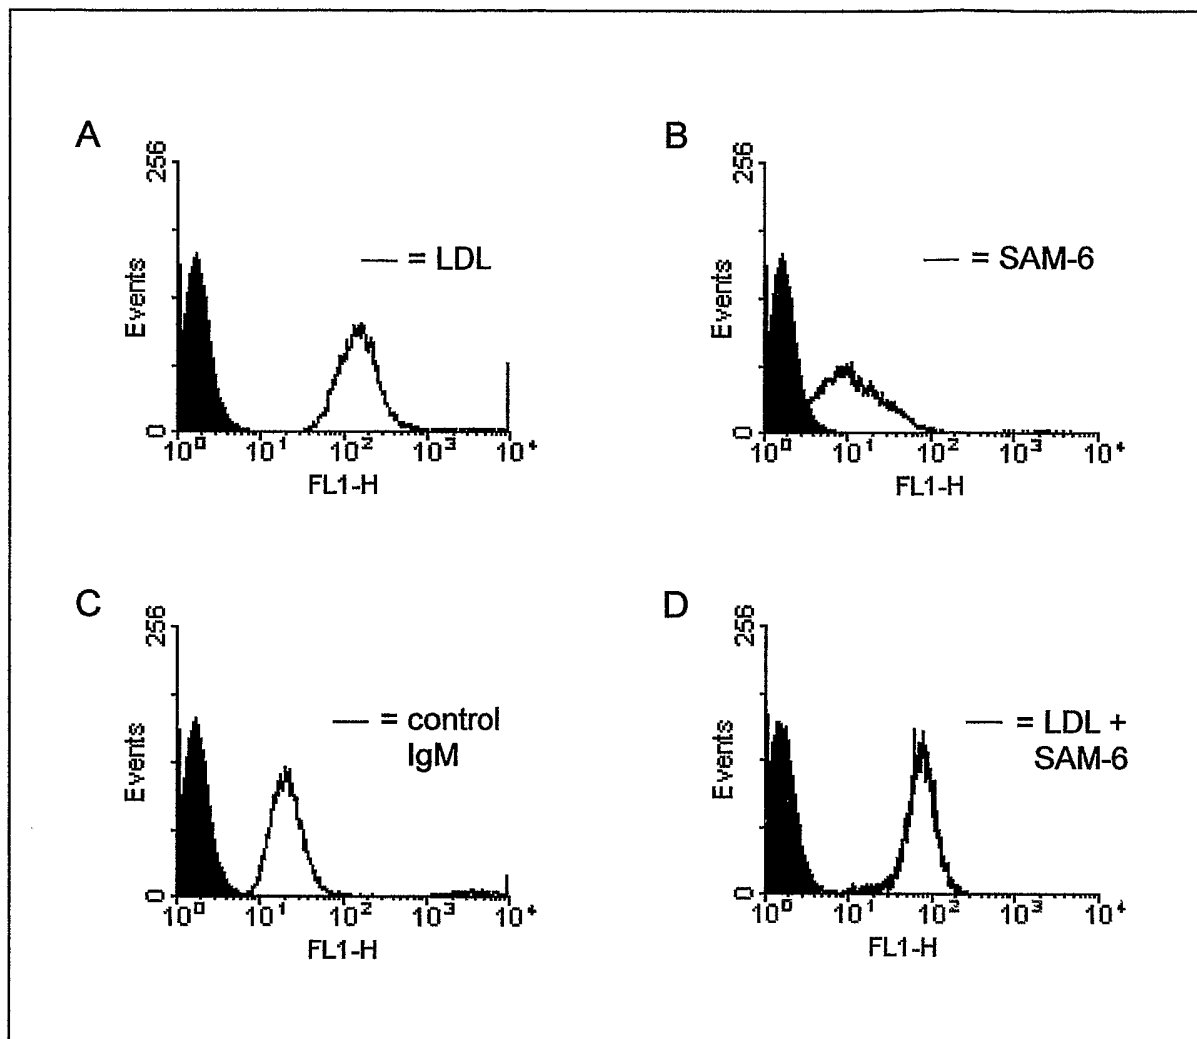 A
256
Events
0
— = LDL
10⁰ 10¹ 10² 10³ 10⁴
FL1-H
B
256
Events
0
— = SAM-6
10⁰ 10¹ 10² 10³ 10⁴
FL1-H
C
256
Events
0
— = control
IgM
10⁰ 10¹ 10² 10³ 10⁴
FL1-H
D
256
Events
0
— = LDL +
SAM-6
10⁰ 10¹ 10² 10³ 10⁴
FL1-H